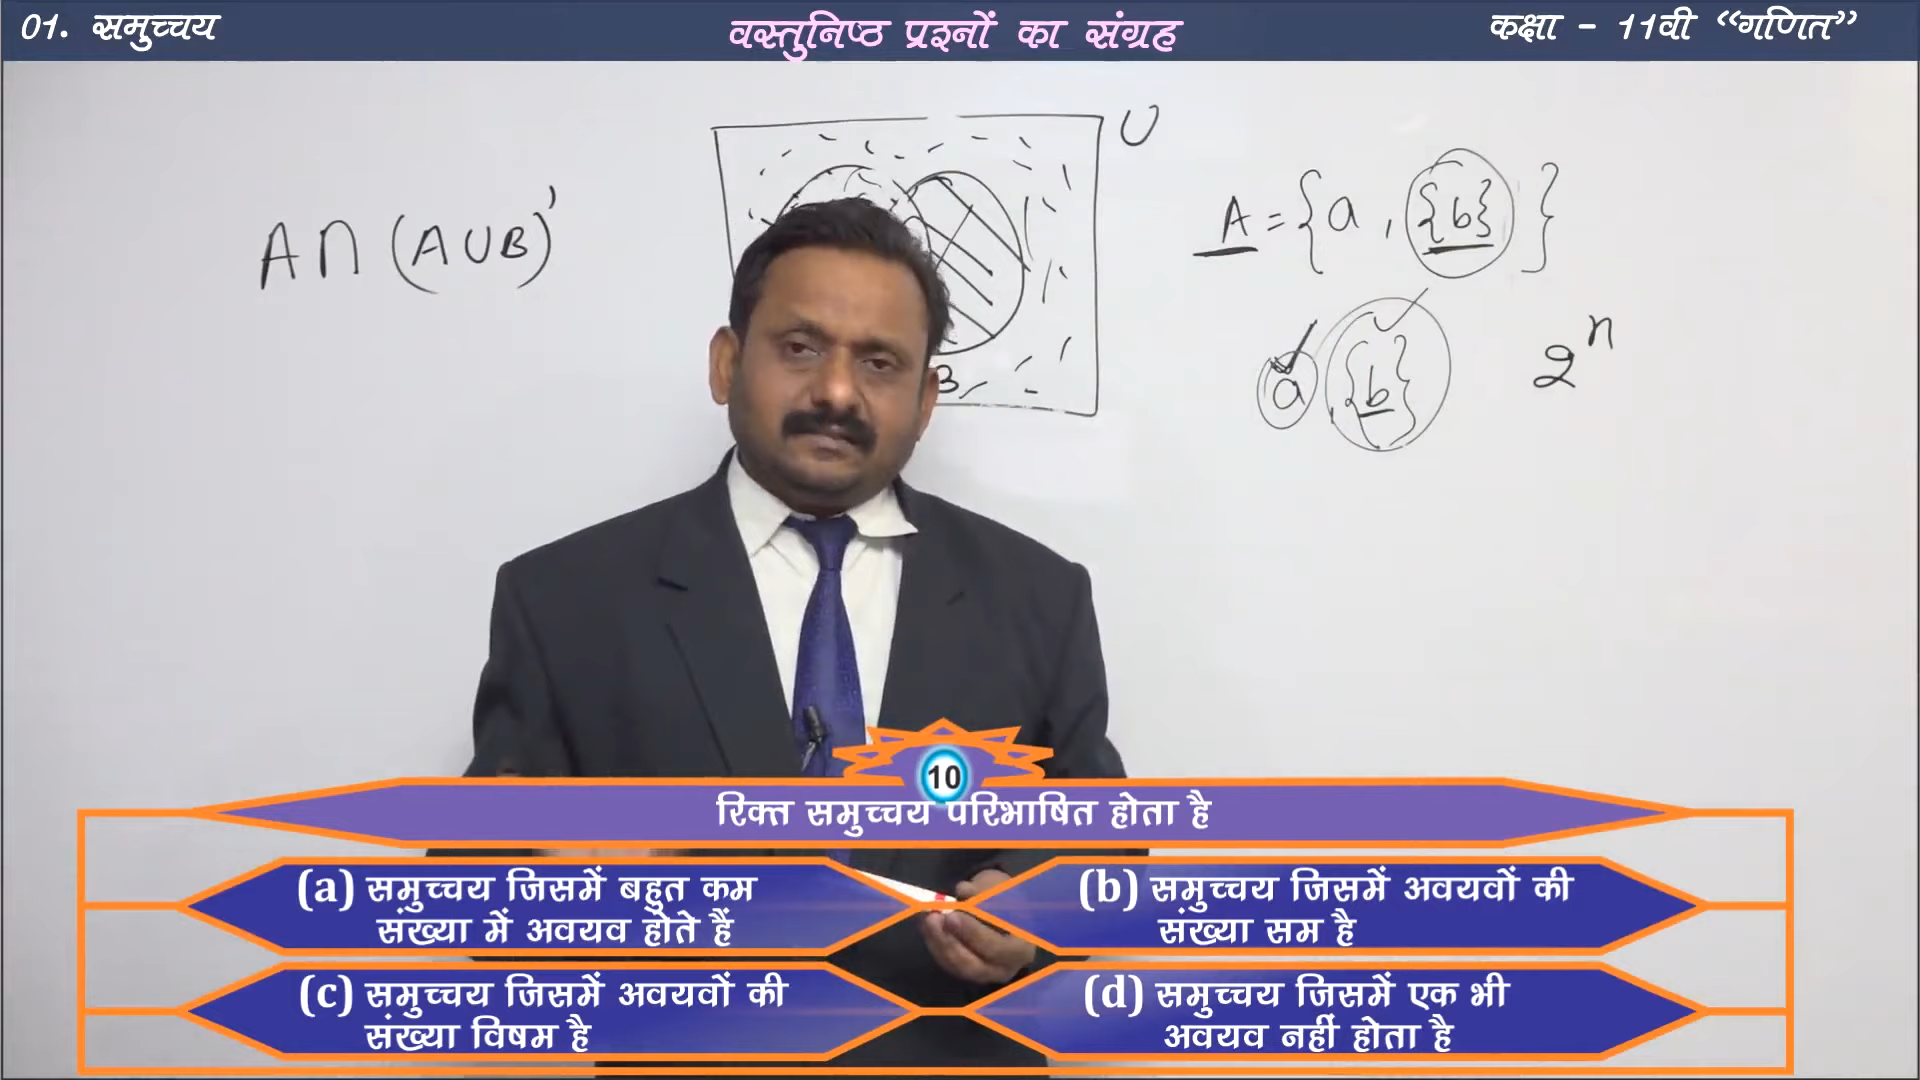 01. समुच्चय
वस्तुनिष्ठ प्रश्नों का संग्रह
कक्षा - 11वी “गणित”
U
A∩(A∪B)'
A = {a, {b}}
a {b}
2ⁿ
B
10
रिक्त समुच्चय परिभाषित होता है
(a) समुच्चय जिसमें बहुत कम
संख्या में अवयव होते हैं
(b) समुच्चय जिसमें अवयवों की
संख्या सम है
(c) समुच्चय जिसमें अवयवों की
संख्या विषम है
(d) समुच्चय जिसमें एक भी
अवयव नहीं होता है